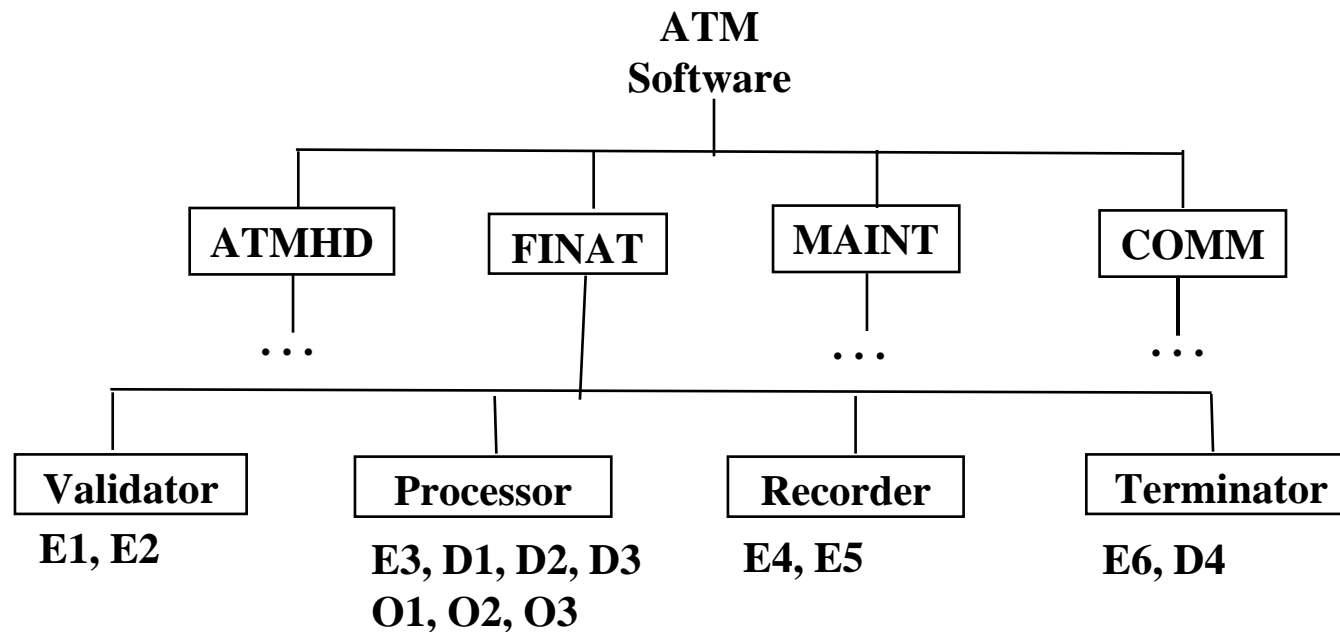 ATM
Software
ATMHD
FINAT
MAINT
COMM
...
...
...
Validator
Processor
Recorder
Terminator
E1, E2
E3, D1, D2, D3
O1, O2, O3
E4, E5
E6, D4